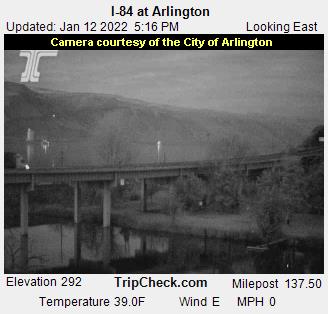 I-84 at Arlington
Updated: Jan 12 2022 5:16 PM Looking East
Camera courtesy of the City of Arlington
Elevation 292 TripCheck.com Milepost 137.50
Temperature 39.0F Wind E MPH 0